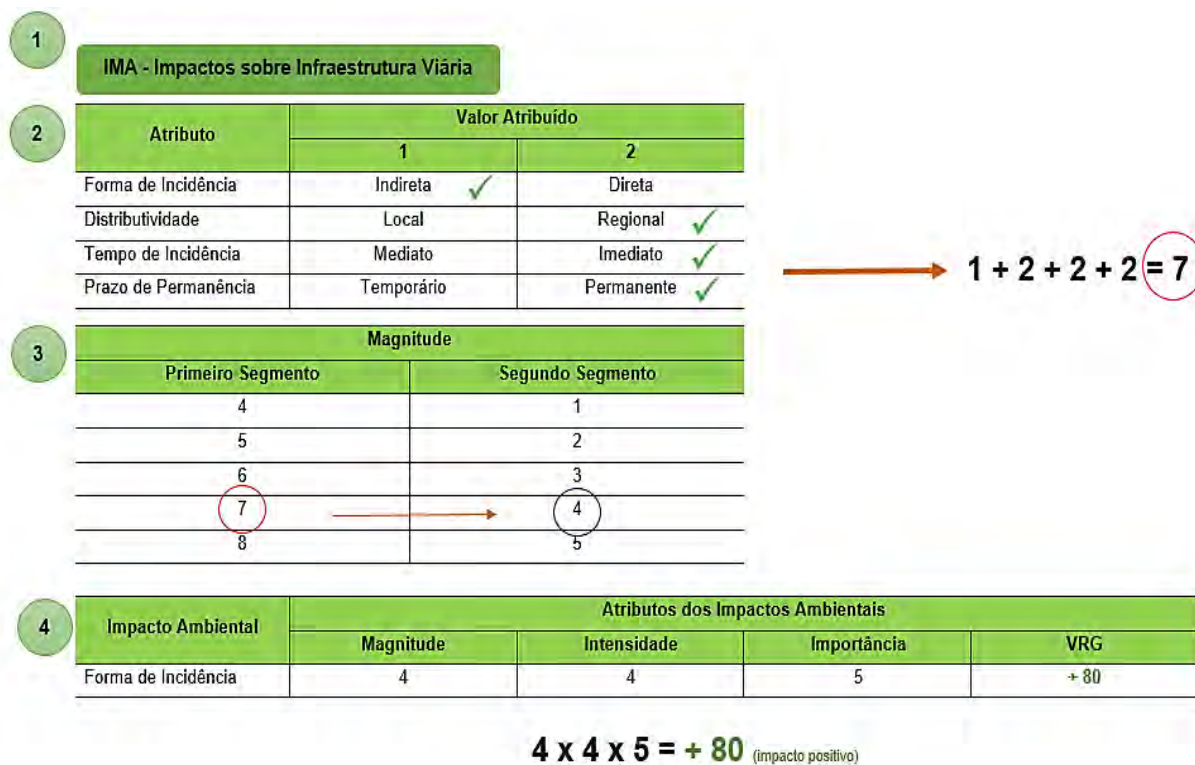 1
IMA - Impactos sobre Infraestrutura Viária
2
Atributo
Valor Atribuído
1 2
Forma de Incidência Indireta ✓ Direta
Distributividade Local Regional ✓
Tempo de Incidência Mediato Imediato ✓
Prazo de Permanência Temporário Permanente ✓
1 + 2 + 2 + 2 = 7
3
Magnitude
Primeiro Segmento Segundo Segmento
4 1
5 2
6 3
7 4
8 5
4
Impacto Ambiental
Atributos dos Impactos Ambientais
Magnitude Intensidade Importância VRG
Forma de Incidência 4 4 5 + 80
4 x 4 x 5 = + 80 (impacto positivo)